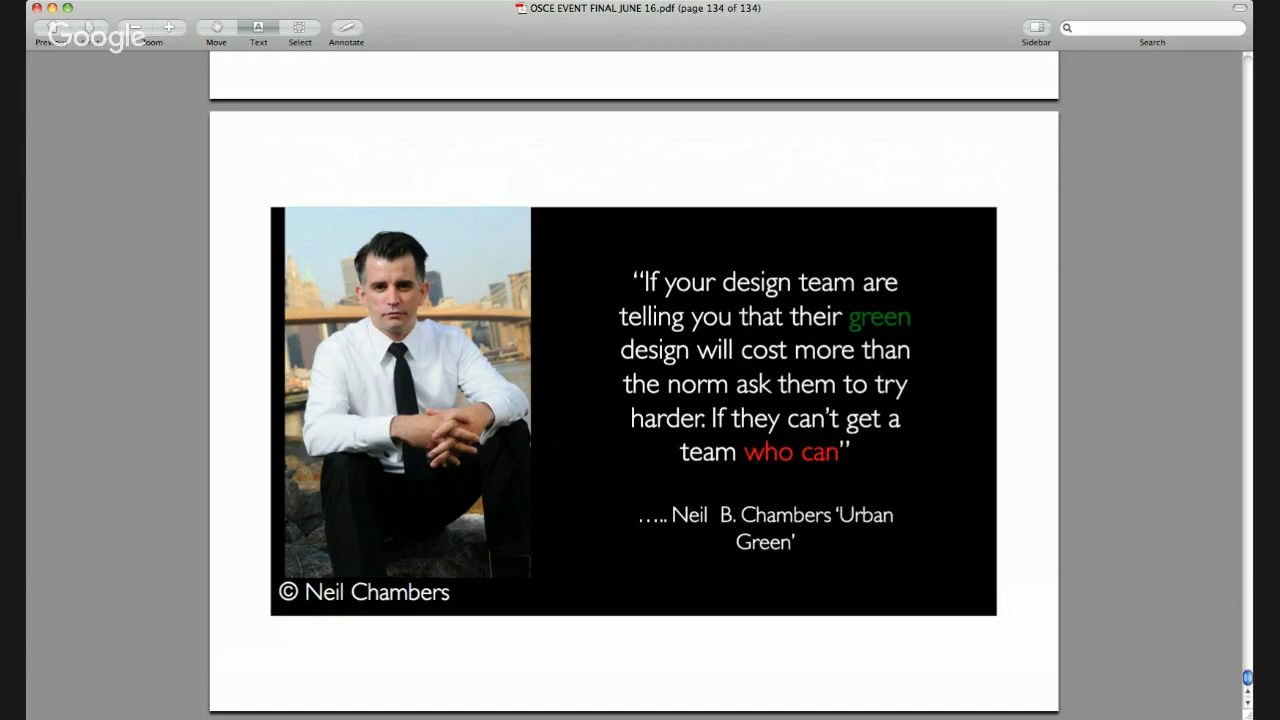 OSCE EVENT FINAL JUNE 16.pdf (page 134 of 134)
Google
Zoom
Move
Text
Select
Annotate
Sidebar
Search
“If your design team are
telling you that their green
design will cost more than
the norm ask them to try
harder. If they can’t get a
team who can”
….. Neil B. Chambers ‘Urban
Green’
© Neil Chambers